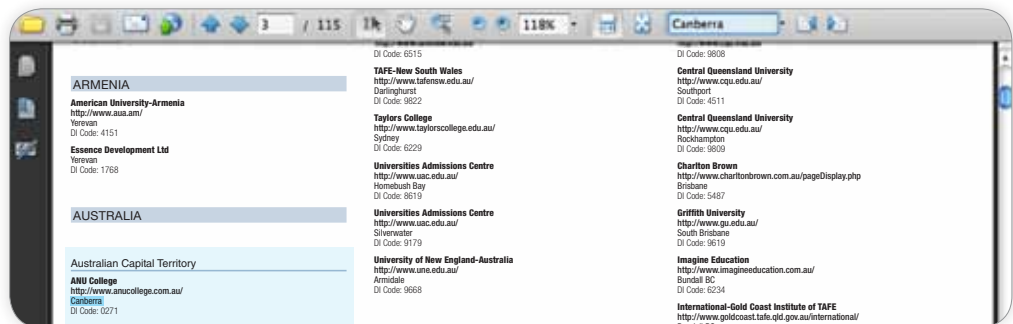 3 / 115
118%
Canberra
ARMENIA
American University-Armenia
http://www.aua.am/
Yerevan
DI Code: 4151
Essence Development Ltd
Yerevan
DI Code: 1768
AUSTRALIA
Australian Capital Territory
ANU College
http://www.anucollege.com.au/
Canberra
DI Code: 0271
DI Code: 6515
TAFE-New South Wales
http://www.tafensw.edu.au/
Darlinghurst
DI Code: 9822
Taylors College
http://www.taylorscollege.edu.au/
Sydney
DI Code: 6229
Universities Admissions Centre
http://www.uac.edu.au/
Homebush Bay
DI Code: 8619
Universities Admissions Centre
http://www.uac.edu.au/
Silverwater
DI Code: 9179
University of New England-Australia
http://www.une.edu.au/
Armidale
DI Code: 9668
DI Code: 9808
Central Queensland University
http://www.cqu.edu.au/
Southport
DI Code: 4511
Central Queensland University
http://www.cqu.edu.au/
Rockhampton
DI Code: 9809
Charlton Brown
http://www.charltonbrown.com.au/pageDisplay.php
Brisbane
DI Code: 5487
Griffith University
http://www.gu.edu.au/
South Brisbane
DI Code: 9619
Imagine Education
http://www.imagineeducation.com.au/
Bundall BC
DI Code: 6234
International-Gold Coast Institute of TAFE
http://www.goldcoast.tafe.qld.gov.au/international/